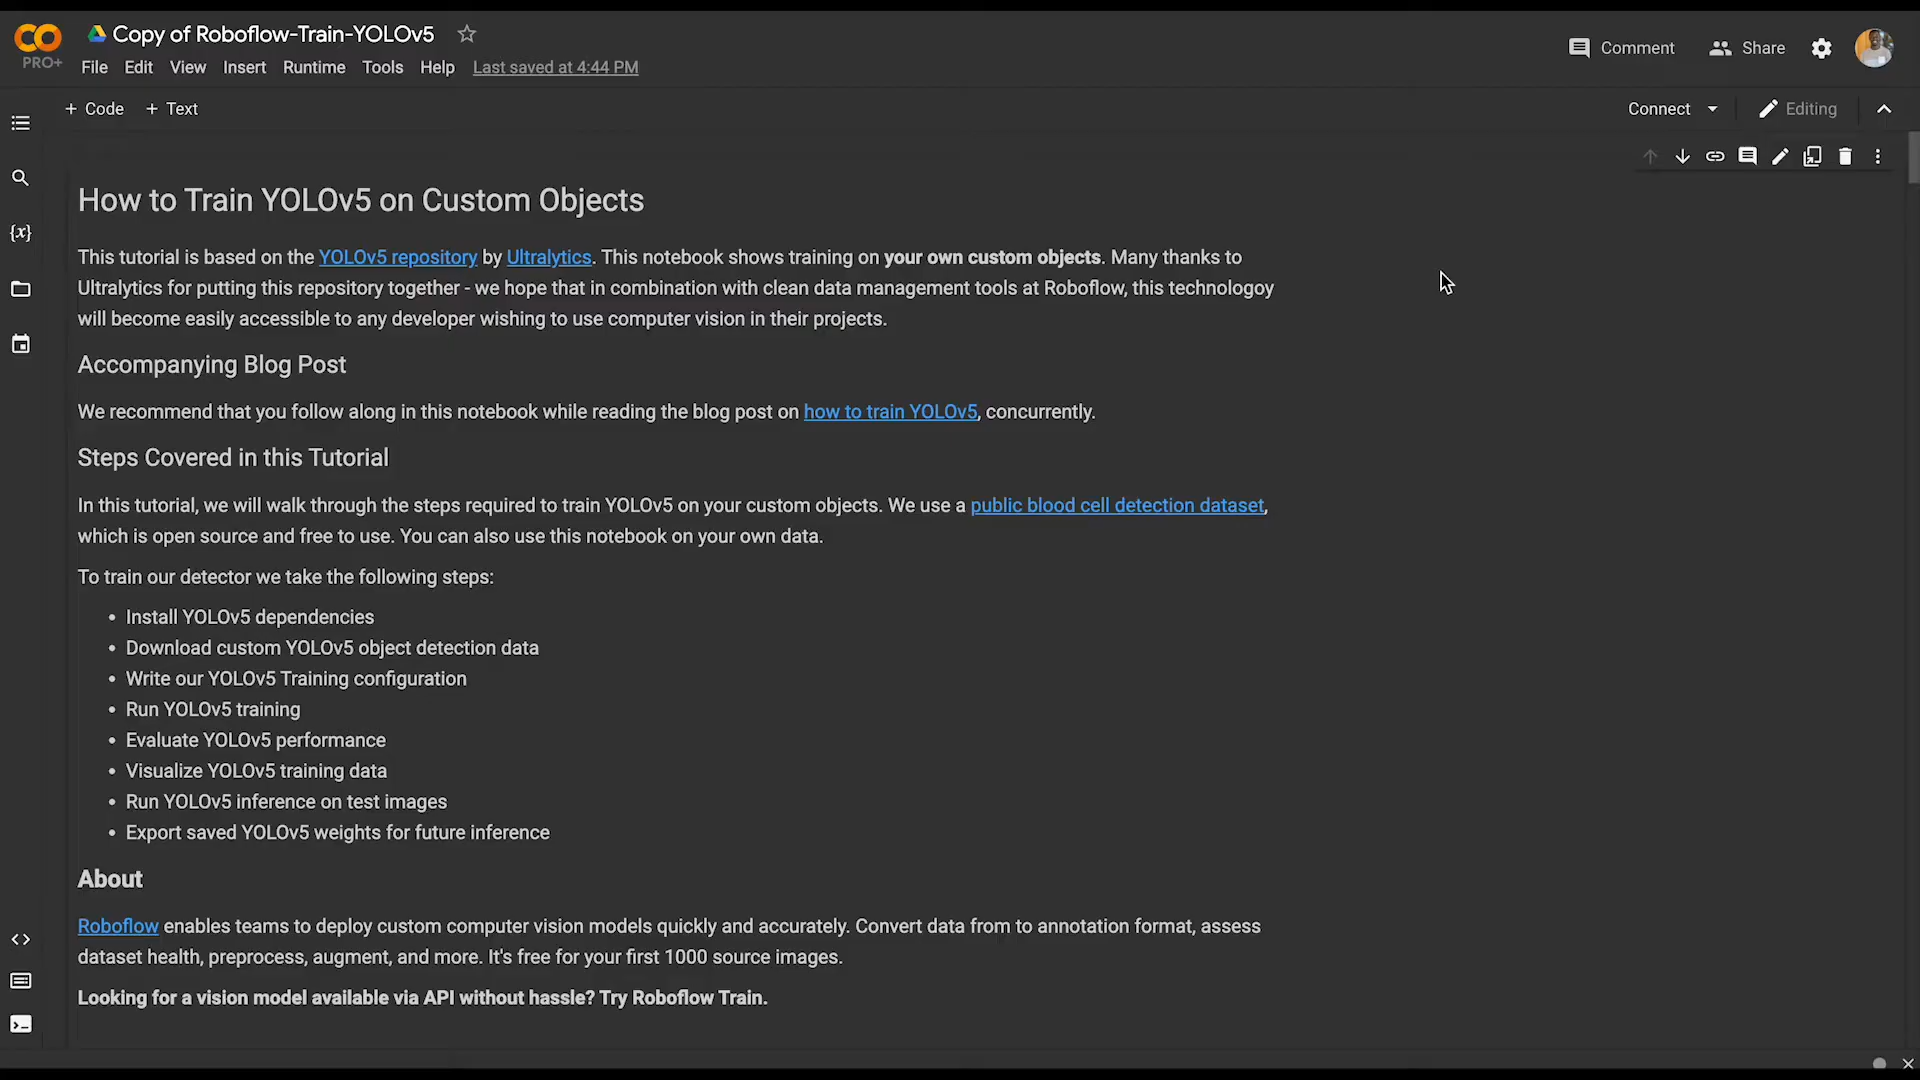 Copy of Roboflow-Train-YOLOv5
CO PRO+
File Edit View Insert Runtime Tools Help Last saved at 4:44 PM
Comment Share
+ Code + Text
Connect Editing
{x}
How to Train YOLOv5 on Custom Objects
This tutorial is based on the YOLOv5 repository by Ultralytics. This notebook shows training on your own custom objects. Many thanks to
Ultralytics for putting this repository together - we hope that in combination with clean data management tools at Roboflow, this technologoy
will become easily accessible to any developer wishing to use computer vision in their projects.
Accompanying Blog Post
We recommend that you follow along in this notebook while reading the blog post on how to train YOLOv5, concurrently.
Steps Covered in this Tutorial
In this tutorial, we will walk through the steps required to train YOLOv5 on your custom objects. We use a public blood cell detection dataset,
which is open source and free to use. You can also use this notebook on your own data.
To train our detector we take the following steps:
• Install YOLOv5 dependencies
• Download custom YOLOv5 object detection data
• Write our YOLOv5 Training configuration
• Run YOLOv5 training
• Evaluate YOLOv5 performance
• Visualize YOLOv5 training data
• Run YOLOv5 inference on test images
• Export saved YOLOv5 weights for future inference
About
Roboflow enables teams to deploy custom computer vision models quickly and accurately. Convert data from to annotation format, assess
dataset health, preprocess, augment, and more. It's free for your first 1000 source images.
Looking for a vision model available via API without hassle? Try Roboflow Train.